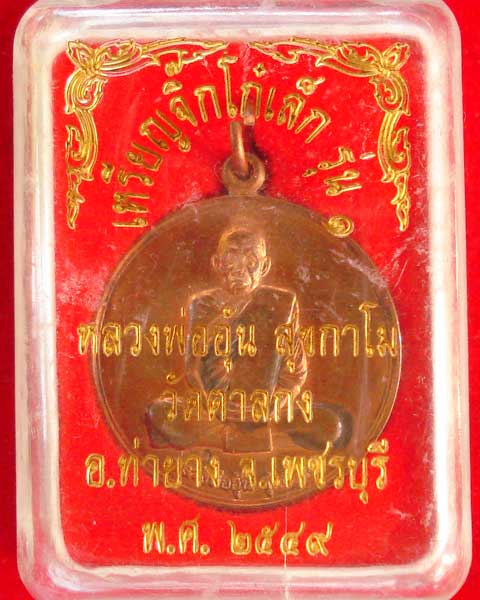 เหรียญจิ๊กโก๋เล็ก รุ่น ๑
หลวงพ่ออุ้น สุขกาโม
วัดตาลกง
อ.ท่ายาง จ.เพชรบุรี
พ.ศ. ๒๕๔๙